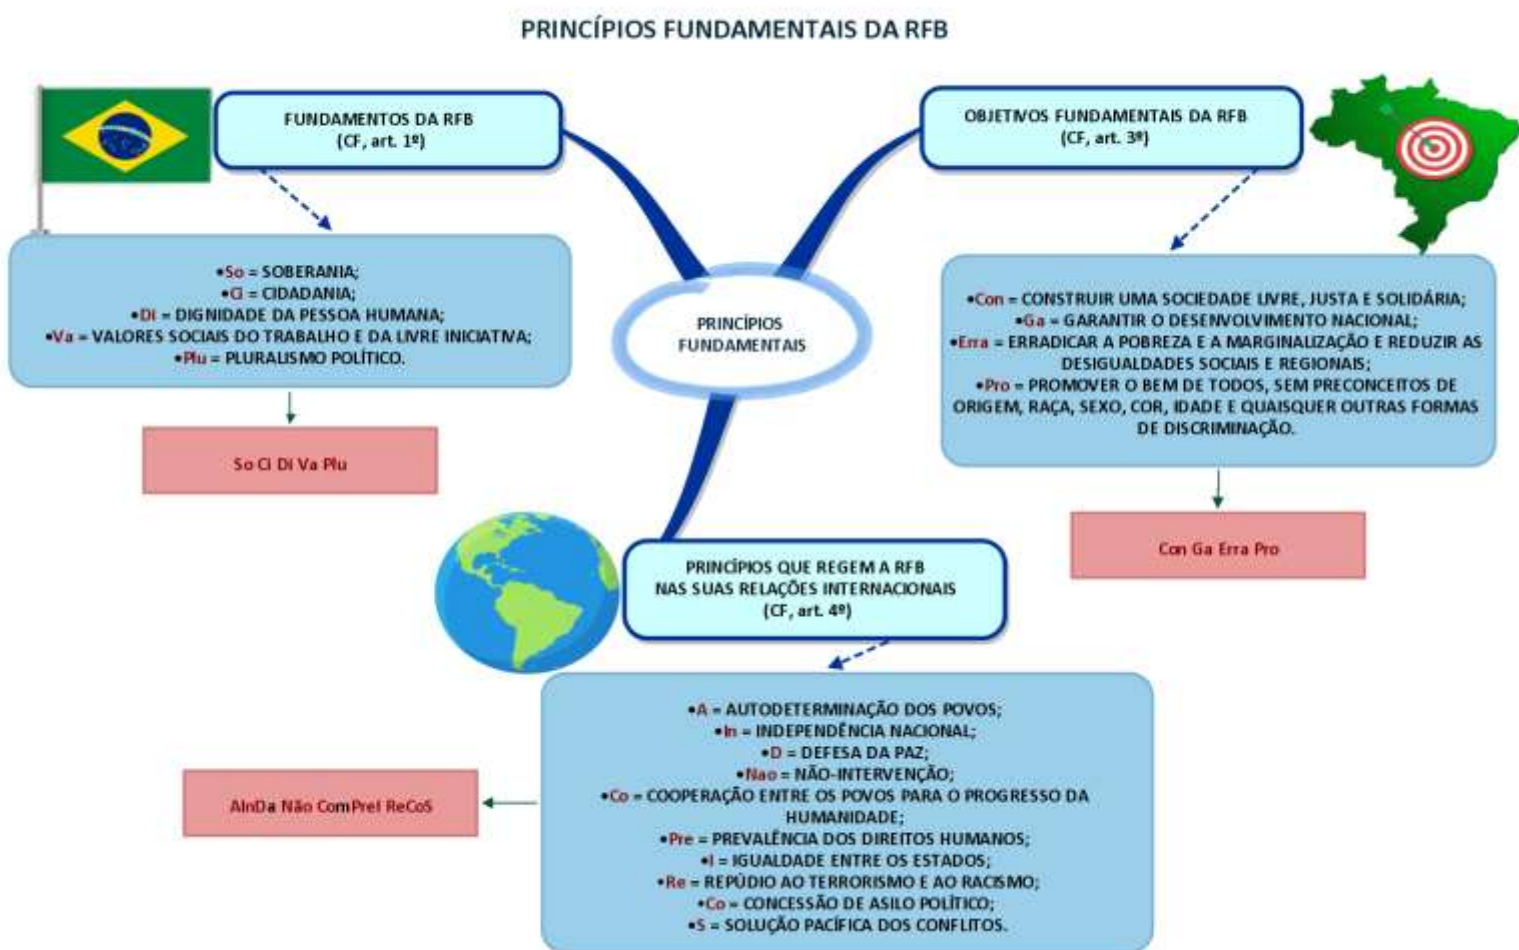 PRINCÍPIOS FUNDAMENTAIS DA RFB
FUNDAMENTOS DA RFB
(CF, art. 1º)
•So = SOBERANIA;
•Ci = CIDADANIA;
•Di = DIGNIDADE DA PESSOA HUMANA;
•Va = VALORES SOCIAIS DO TRABALHO E DA LIVRE INICIATIVA;
•Plu = PLURALISMO POLÍTICO.
So Ci Di Va Plu
PRINCÍPIOS
FUNDAMENTAIS
OBJETIVOS FUNDAMENTAIS DA RFB
(CF, art. 3º)
•Con = CONSTRUIR UMA SOCIEDADE LIVRE, JUSTA E SOLIDÁRIA;
•Ga = GARANTIR O DESENVOLVIMENTO NACIONAL;
•Erra = ERRADICAR A POBREZA E A MARGINALIZAÇÃO E REDUZIR AS
DESIGUALDADES SOCIAIS E REGIONAIS;
•Pro = PROMOVER O BEM DE TODOS, SEM PRECONCEITOS DE
ORIGEM, RAÇA, SEXO, COR, IDADE E QUAISQUER OUTRAS FORMAS
DE DISCRIMINAÇÃO.
Con Ga Erra Pro
PRINCÍPIOS QUE REGEM A RFB
NAS SUAS RELAÇÕES INTERNACIONAIS
(CF, art. 4º)
•A = AUTODETERMINAÇÃO DOS POVOS;
•In = INDEPENDÊNCIA NACIONAL;
•D = DEFESA DA PAZ;
•Nao = NÃO-INTERVENÇÃO;
•Co = COOPERAÇÃO ENTRE OS POVOS PARA O PROGRESSO DA
HUMANIDADE;
•Pre = PREVALÊNCIA DOS DIREITOS HUMANOS;
•I = IGUALDADE ENTRE OS ESTADOS;
•Re = REPÚDIO AO TERRORISMO E AO RACISMO;
•Co = CONCESSÃO DE ASILO POLÍTICO;
•S = SOLUÇÃO PACÍFICA DOS CONFLITOS.
AInDa Não ComPreI ReCoS